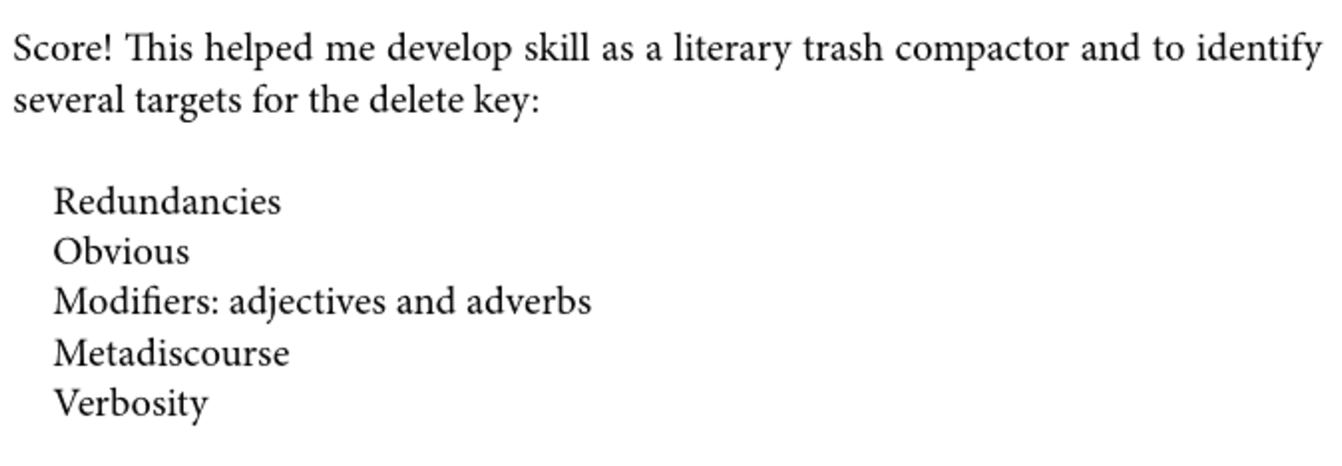 Score! This helped me develop skill as a literary trash compactor and to identify
several targets for the delete key:
Redundancies
Obvious
Modifiers: adjectives and adverbs
Metadiscourse
Verbosity